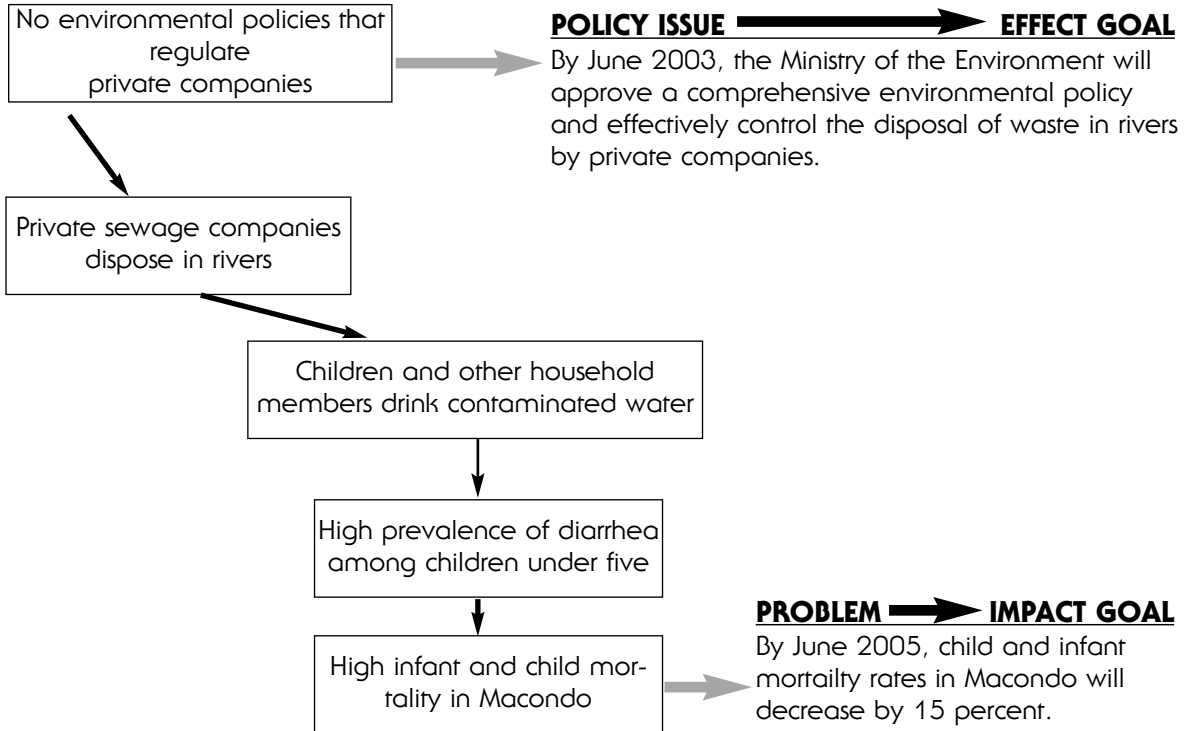 No environmental policies that
regulate
private companies
POLICY ISSUE EFFECT GOAL
By June 2003, the Ministry of the Environment will
approve a comprehensive environmental policy
and effectively control the disposal of waste in rivers
by private companies.
Private sewage companies
dispose in rivers
Children and other household
members drink contaminated water
High prevalence of diarrhea
among children under five
High infant and child mor-
tality in Macondo
PROBLEM IMPACT GOAL
By June 2005, child and infant
mortailty rates in Macondo will
decrease by 15 percent.